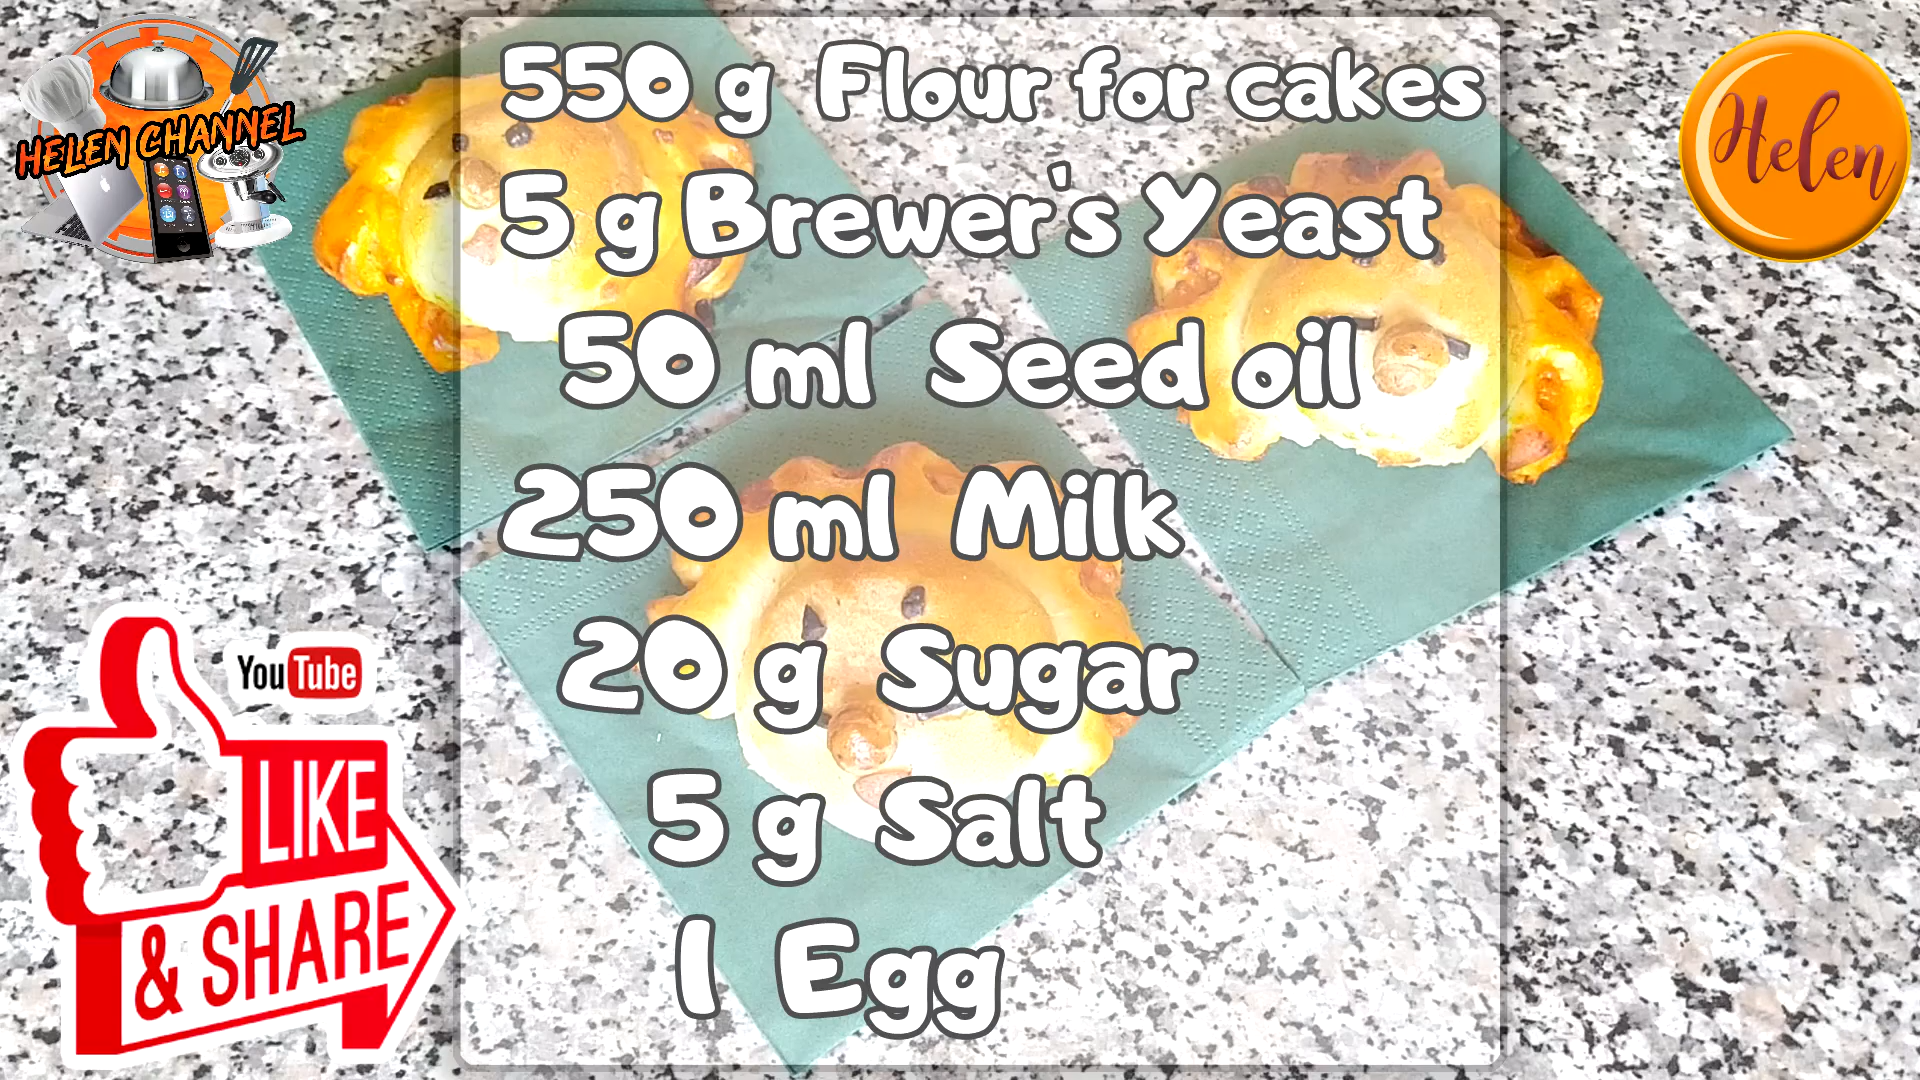 HELEN CHANNEL
Helen
550 g Flour for cakes
5 g Brewer's Yeast
50 ml Seed oil
250 ml Milk
20 g Sugar
5 g Salt
1 Egg
YouTube
LIKE
& SHARE